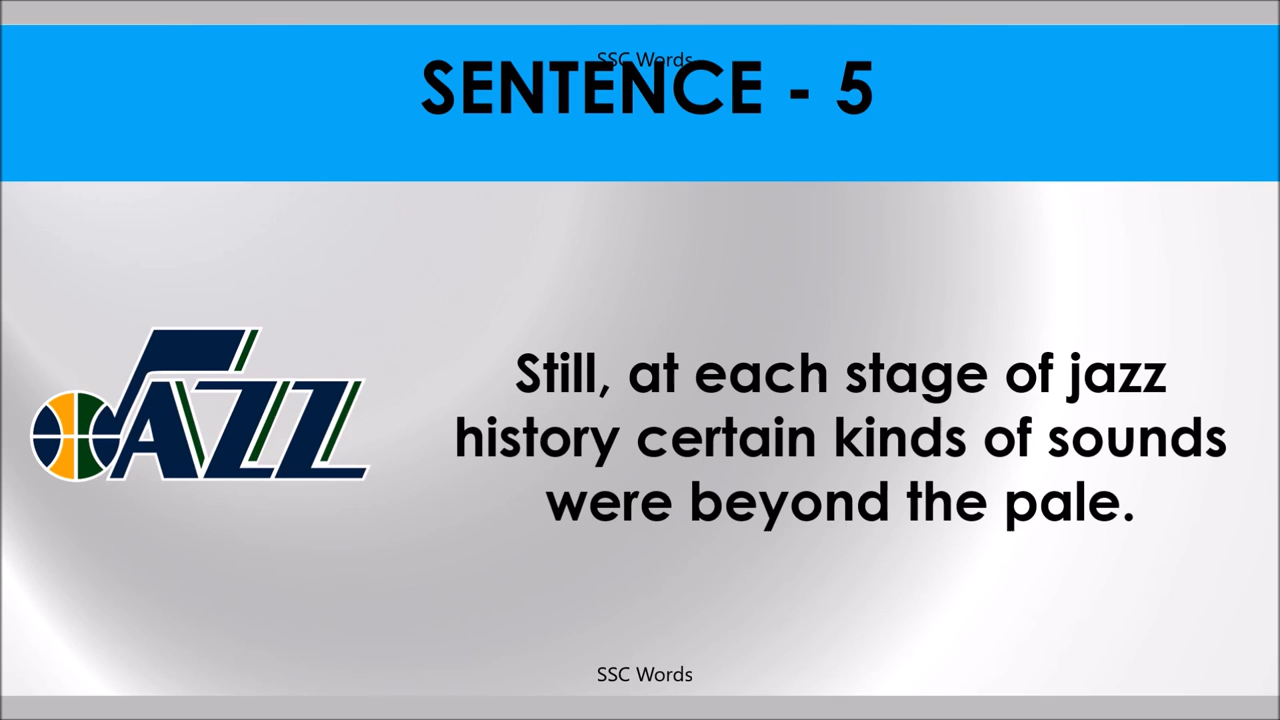 SSC Words
SENTENCE - 5
JAZZ
Still, at each stage of jazz
history certain kinds of sounds
were beyond the pale.
SSC Words